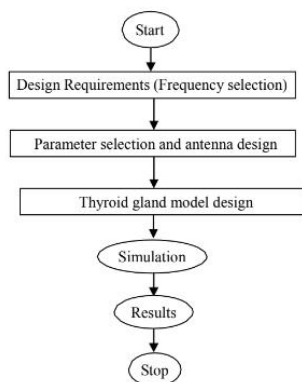 Start
Design Requirements (Frequency selection)
Parameter selection and antenna design
Thyroid gland model design
Simulation
Results
Stop